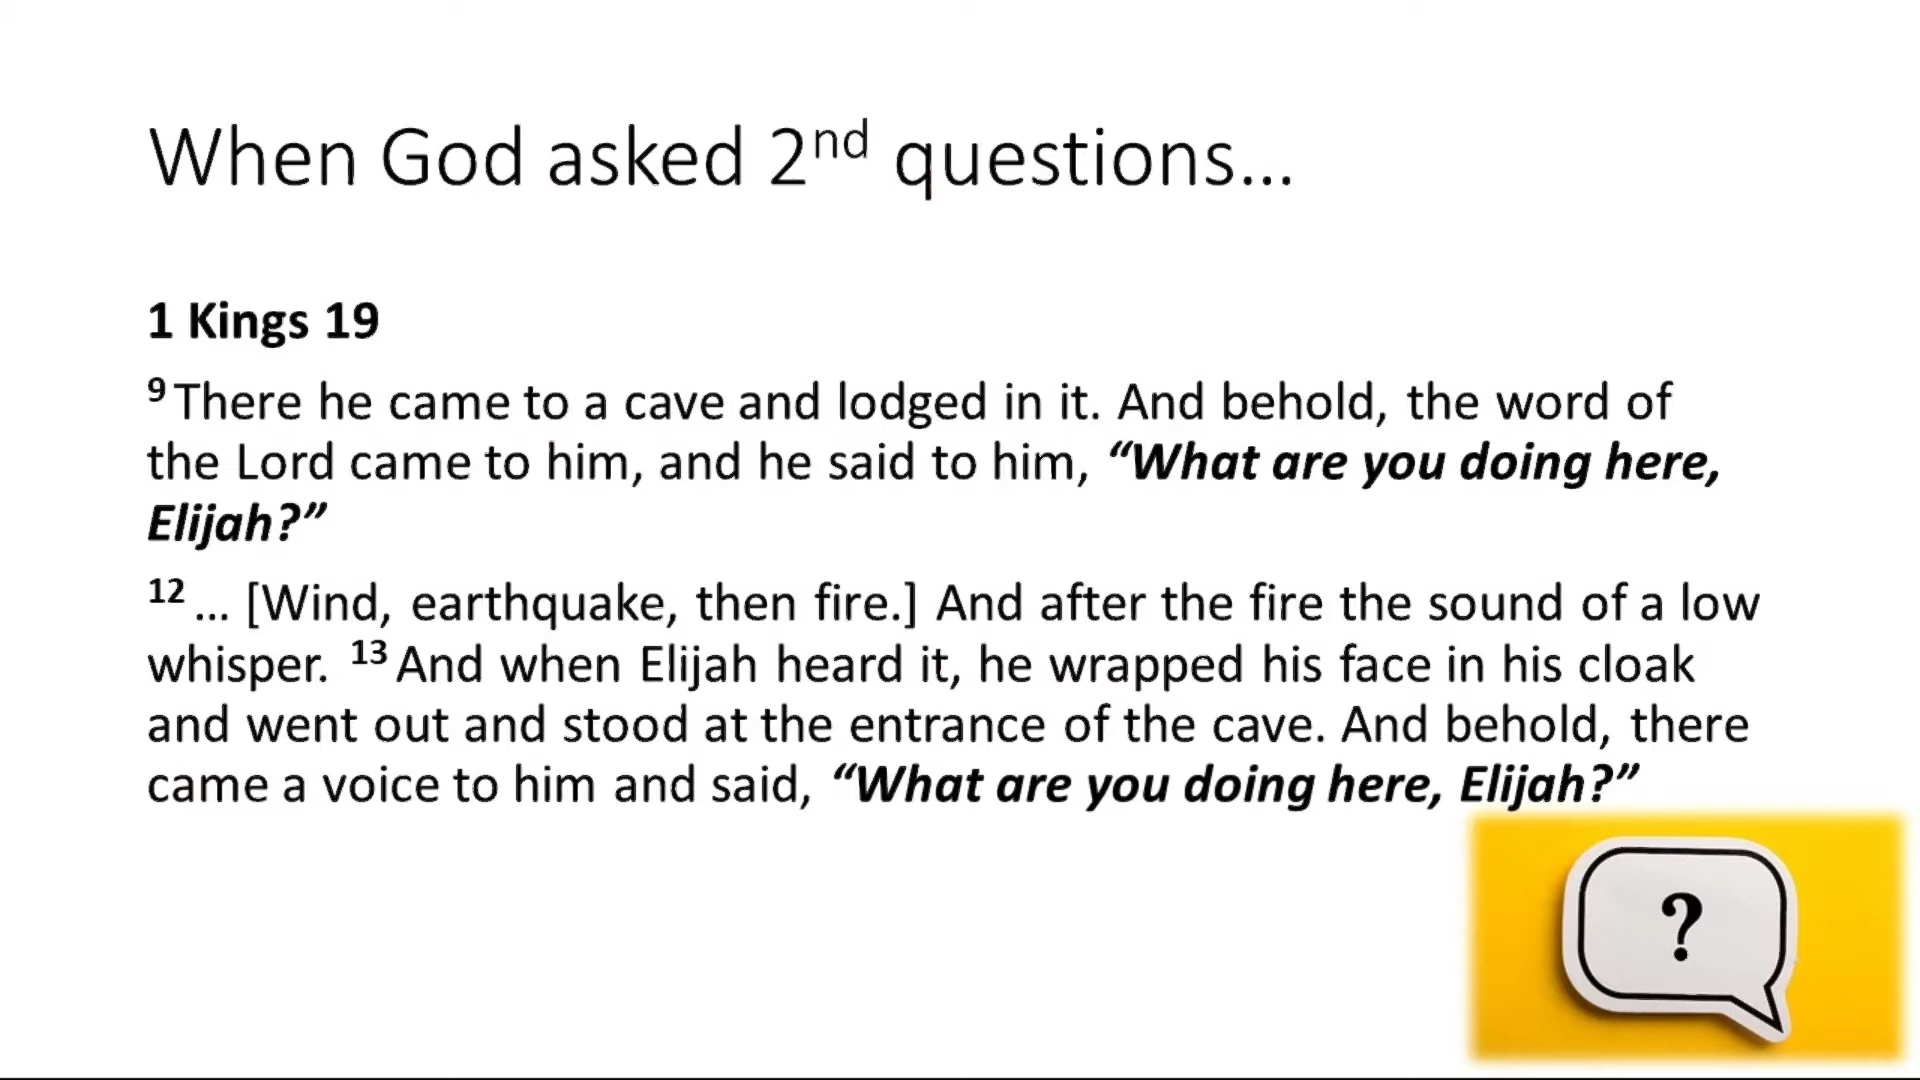 When God asked 2nd questions...
1 Kings 19
9 There he came to a cave and lodged in it. And behold, the word of
the Lord came to him, and he said to him, “What are you doing here,
Elijah?”
12 ... [Wind, earthquake, then fire.] And after the fire the sound of a low
whisper. 13 And when Elijah heard it, he wrapped his face in his cloak
and went out and stood at the entrance of the cave. And behold, there
came a voice to him and said, “What are you doing here, Elijah?”
?